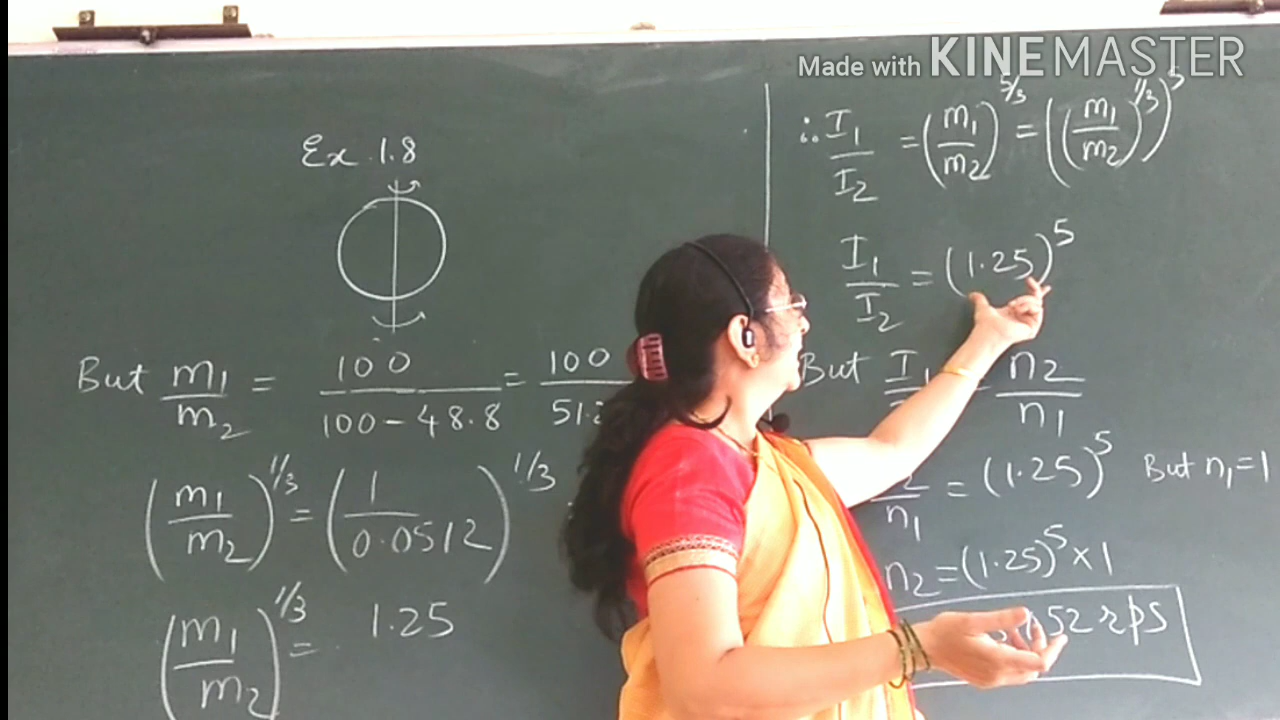 Made with KINEMASTER
Ex. 1.8
But m1/m2 = 100/(100-48.8) = 100/51.2
(m1/m2)^1/3 = (1/0.0512)^1/3
(m1/m2)^1/3 = 1.25
∴ I1/I2 = (m1/m2)^5/3 = ((m1/m2)^1/3)^5
I1/I2 = (1.25)^5
But I1 = n2/n1
n1 = (1.25)^5 But n1=1
n2 = (1.25)^5 × 1
52 rps